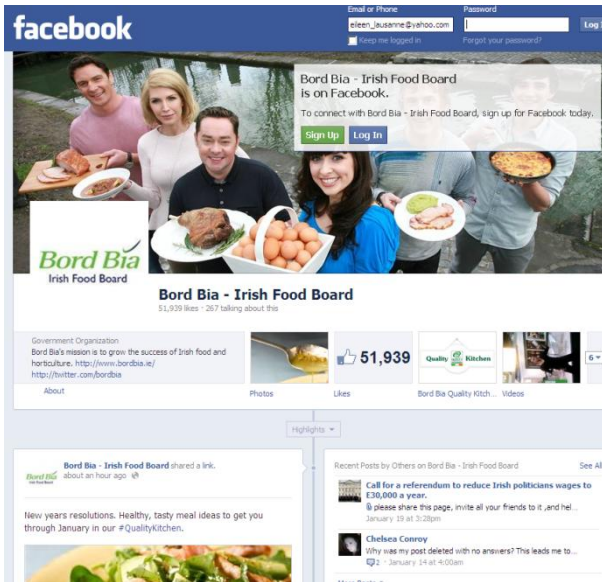 facebook
Email or Phone
Password
eileen_lausanne@yahoo.com
Log
Keep me logged in
Forgot your password?
Bord Bia - Irish Food Board
is on Facebook.
To connect with Bord Bia - Irish Food Board, sign up for Facebook today.
Sign Up
Log In
Bord Bia
Irish Food Board
Bord Bia - Irish Food Board
51,939 likes · 267 talking about this
Government Organization
Bord Bia's mission is to grow the success of Irish food and
horticulture. http://www.bordbia.ie/
http://twitter.com/bordbia
About
Photos
51,939
Likes
Quality Kitchen
Bord Bia Quality Kitch...
Videos
6
Highlights
Bord Bia
Irish Food Board
Bord Bia - Irish Food Board shared a link.
about an hour ago
New years resolutions. Healthy, tasty meal ideas to get you
through January in our #QualityKitchen.
Recent Posts by Others on Bord Bia - Irish Food Board
See All
Call for a referendum to reduce Irish politicians wages to
£30,000 a year.
please share this page, invite all your friends to it ,and hel...
January 19 at 3:28pm
Chelsea Conroy
Why was my post deleted with no answers? This leads me to...
2 · January 14 at 4:00am